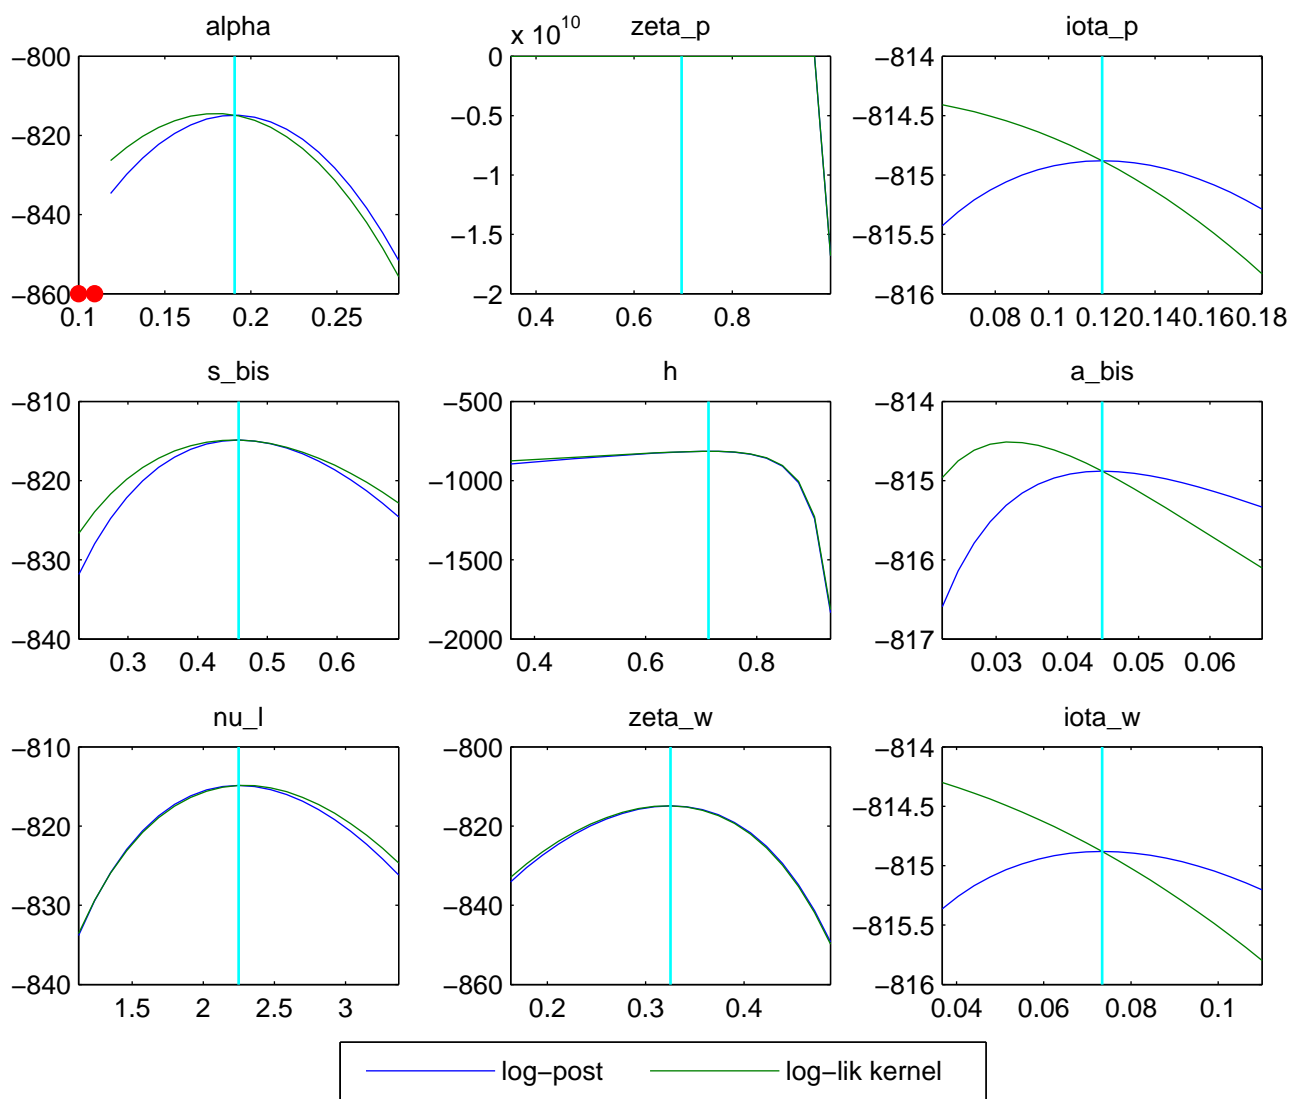 alpha
−800
−820
−840
−860
0.1 0.15 0.2 0.25
zeta_p
x 10^10
0
−0.5
−1
−1.5
−2
0.4 0.6 0.8
iota_p
−814
−814.5
−815
−815.5
−816
0.08 0.1 0.12 0.14 0.16 0.18
s_bis
−810
−820
−830
−840
0.3 0.4 0.5 0.6
h
−500
−1000
−1500
−2000
0.4 0.6 0.8
a_bis
−814
−815
−816
−817
0.03 0.04 0.05 0.06
nu_l
−810
−820
−830
−840
1.5 2 2.5 3
zeta_w
−800
−820
−840
−860
0.2 0.4
iota_w
−814
−814.5
−815
−815.5
−816
0.04 0.06 0.08 0.1
log−post log−lik kernel